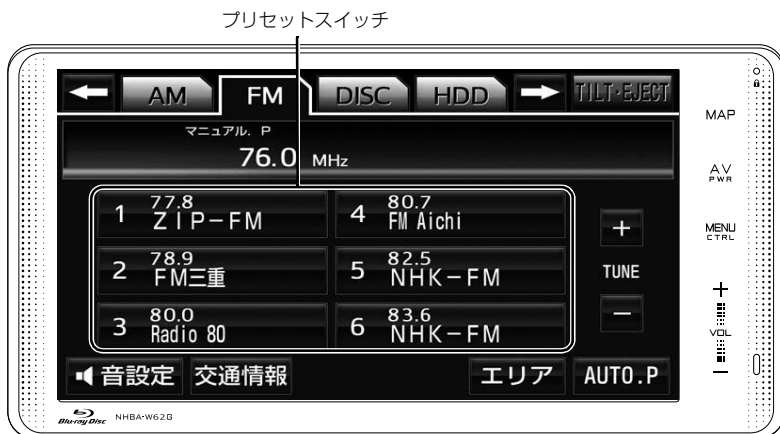 プリセットスイッチ
AM FM DISC HDD TILT・EJECT
マニュアル. P
76.0 MHz
1 77.8 ZIP-FM
4 80.7 FM Aichi
2 78.9 FM三重
5 82.5 NHK-FM
3 80.0 Radio 80
6 83.6 NHK-FM
+
TUNE
-
音設定 交通情報 エリア AUTO.P
MAP
AV
PWR
MENU
CTRL
+
VOL
-
Blu-ray Disc NHBA-W62G